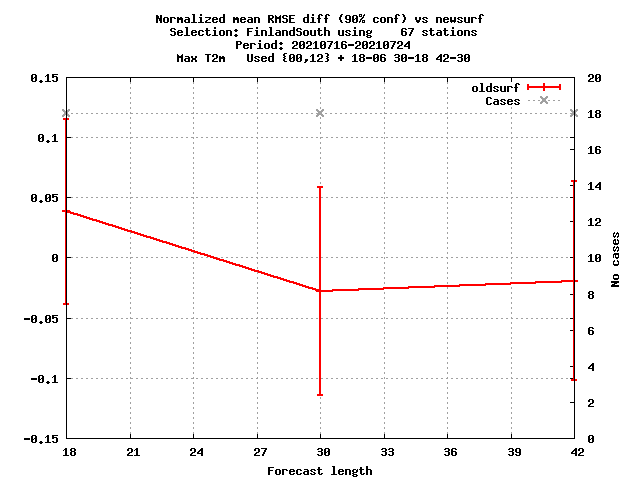 Normalized mean RMSE diff (90% conf) vs newsurf
Selection: FinlandSouth using    67 stations
Period: 20210716-20210724
Max T2m   Used {00,12} + 18-06 30-18 42-30
oldsurf
Cases
0.15
0.1
0.05
0
-0.05
-0.1
-0.15
20
18
16
14
12
10
8
6
4
2
0
No cases
18 21 24 27 30 33 36 39 42
Forecast length